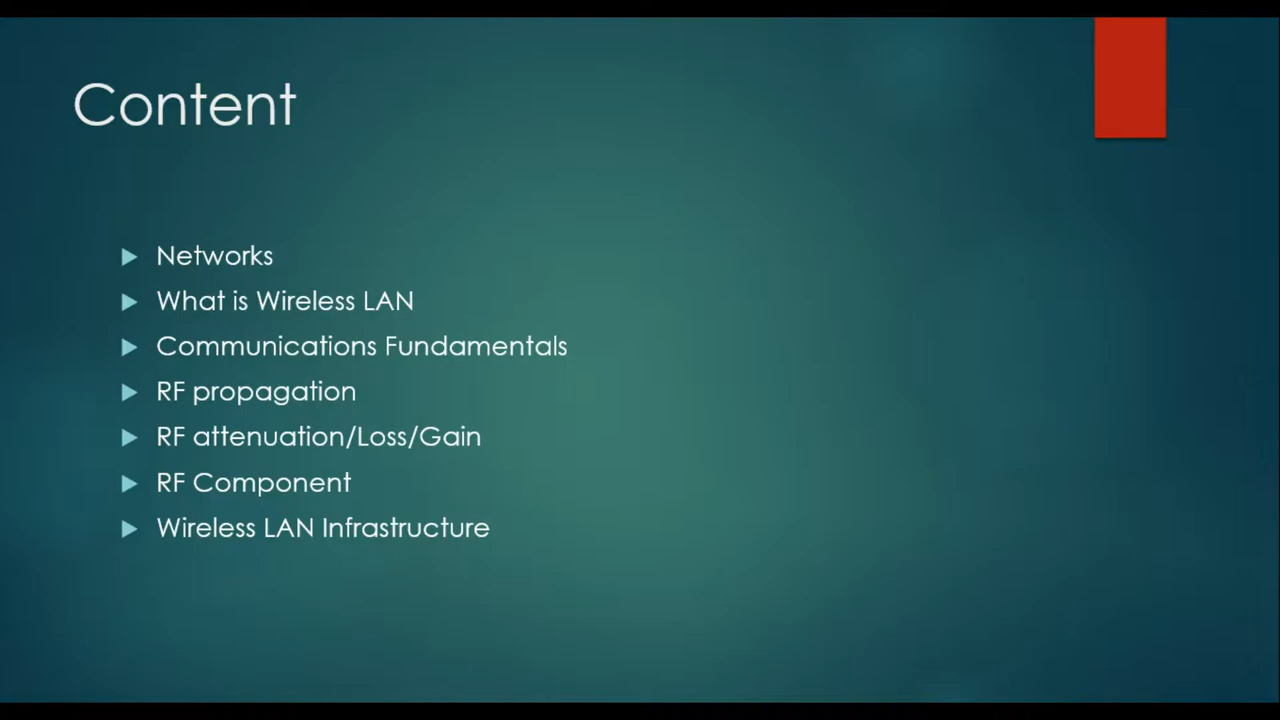 Content
Networks
What is Wireless LAN
Communications Fundamentals
RF propagation
RF attenuation/Loss/Gain
RF Component
Wireless LAN Infrastructure